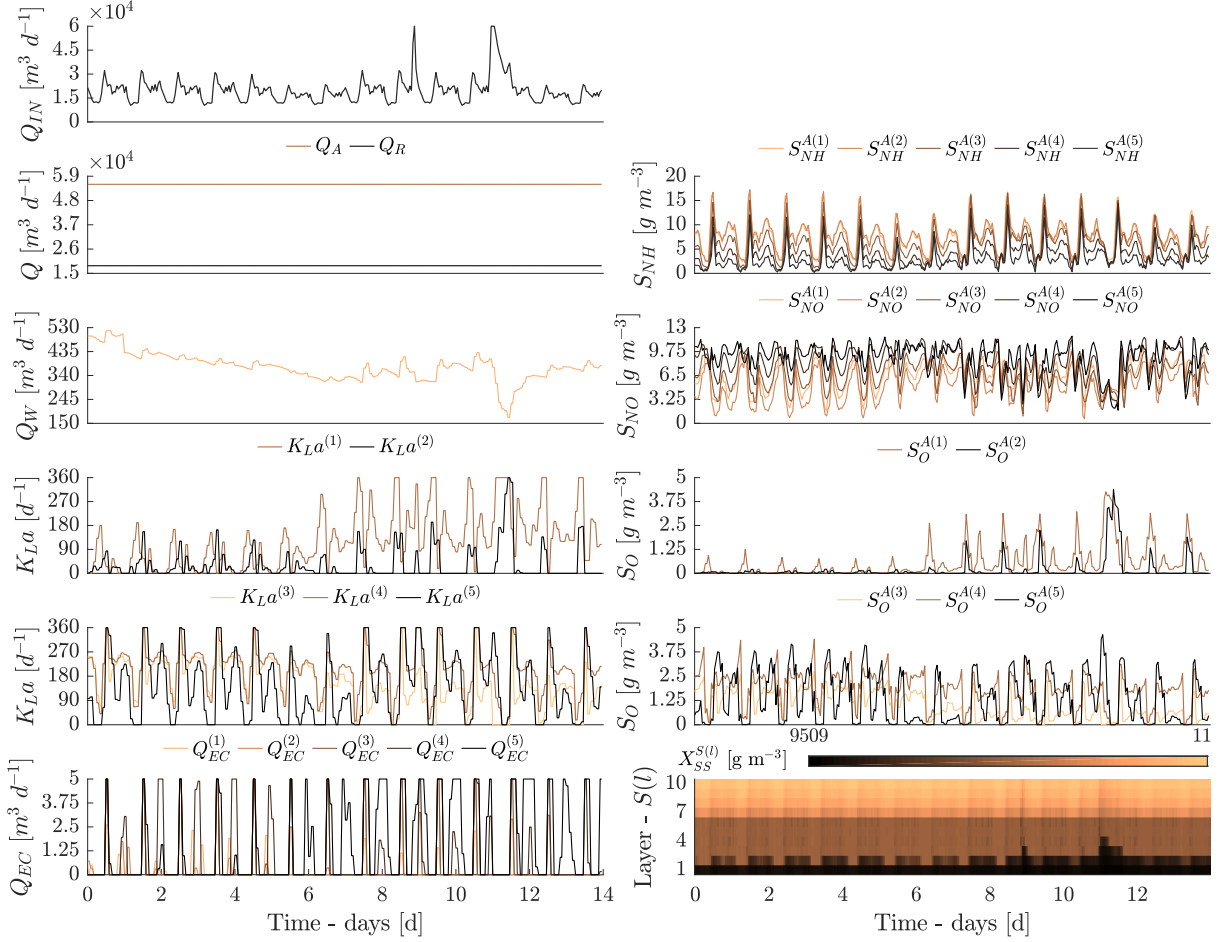 ×10⁴
6
4.5
3
1.5
0
Q_IN [m³ d⁻¹]
Q_A Q_R
×10⁴
5.9
4.8
3.7
2.6
1.5
Q [m³ d⁻¹]
530
435
340
245
150
Q_W [m³ d⁻¹]
K_L a⁽¹⁾ K_L a⁽²⁾
360
270
180
90
0
K_L a [d⁻¹]
K_L a⁽³⁾ K_L a⁽⁴⁾ K_L a⁽⁵⁾
360
270
180
90
0
K_L a [d⁻¹]
Q_EC^(1) Q_EC^(2) Q_EC^(3) Q_EC^(4) Q_EC^(5)
5
3.75
2.5
1.25
0
Q_EC [m³ d⁻¹]
0 2 4 6 8 10 12 14
Time - days [d]
S_NH^A(1) S_NH^A(2) S_NH^A(3) S_NH^A(4) S_NH^A(5)
20
15
10
5
0
S_NH [g m⁻³]
S_NO^A(1) S_NO^A(2) S_NO^A(3) S_NO^A(4) S_NO^A(5)
13
9.75
6.5
3.25
0
S_NO [g m⁻³]
S_O^A(1) S_O^A(2)
5
3.75
2.5
1.25
0
S_O [g m⁻³]
S_O^A(3) S_O^A(4) S_O^A(5)
5
3.75
2.5
1.25
0
S_O [g m⁻³]
9509 11
X_SS^S(l) [g m⁻³]
10
7
4
1
Layer - S(l)
0 2 4 6 8 10 12
Time - days [d]